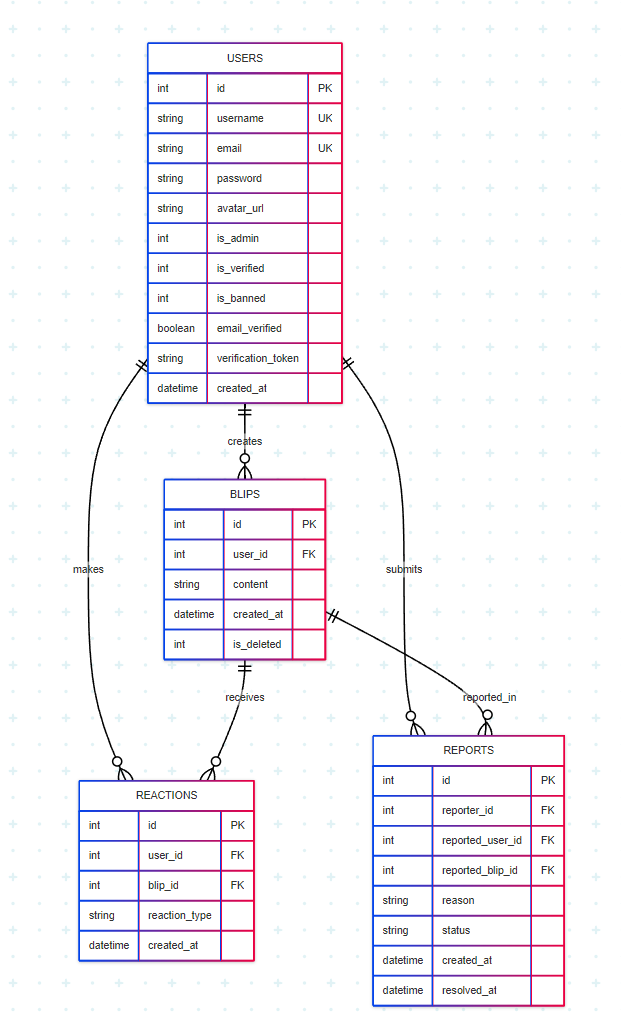 USERS
int id PK
string username UK
string email UK
string password
string avatar_url
int is_admin
int is_verified
int is_banned
boolean email_verified
string verification_token
datetime created_at
creates
BLIPS
int id PK
int user_id FK
string content
datetime created_at
int is_deleted
makes
submits
receives
reported_in
REACTIONS
int id PK
int user_id FK
int blip_id FK
string reaction_type
datetime created_at
REPORTS
int id PK
int reporter_id FK
int reported_user_id FK
int reported_blip_id FK
string reason
string status
datetime created_at
datetime resolved_at